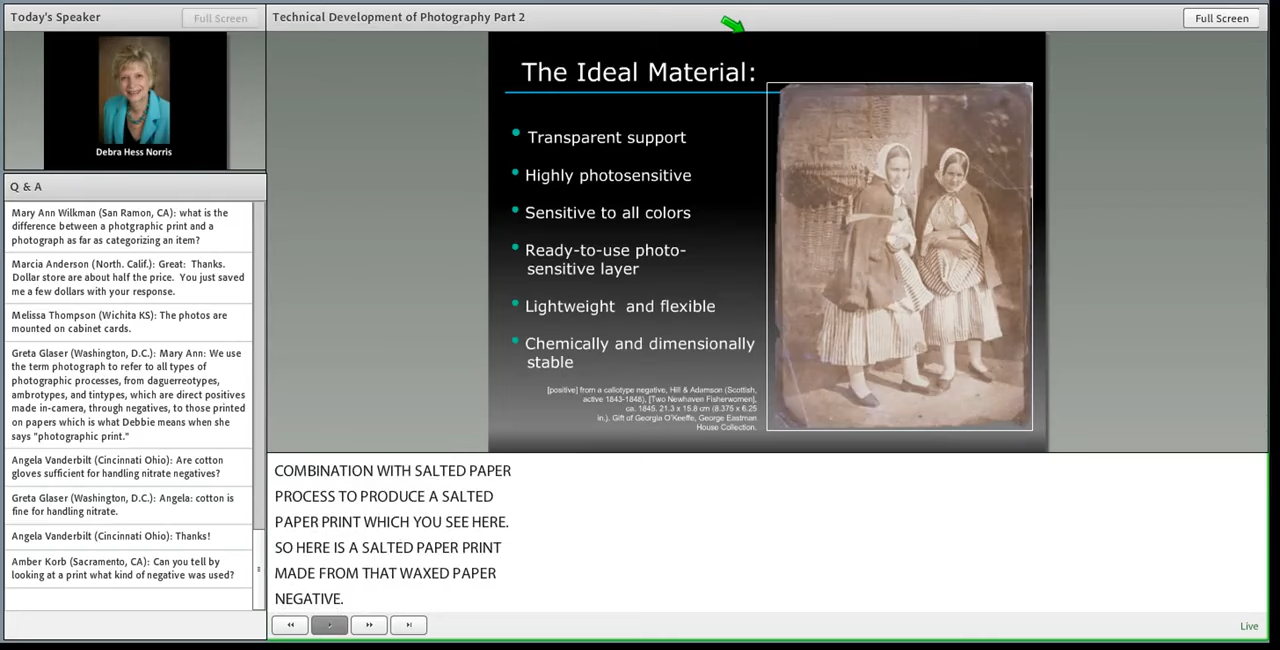 Today's Speaker
Full Screen
Debra Hess Norris
Q & A
Mary Ann Wilkman (San Ramon, CA): what is the
difference between a photographic print and a
photograph as far as categorizing an item?
Marcia Anderson (North. Calif.): Great: Thanks.
Dollar store are about half the price. You just saved
me a few dollars with your response.
Melissa Thompson (Wichita KS): The photos are
mounted on cabinet cards.
Greta Glaser (Washington, D.C.): Mary Ann: We use
the term photograph to refer to all types of
photographic processes, from daguerreotypes,
ambrotypes, and tintypes, which are direct positives
made in-camera, through negatives, to those printed
on papers which is what Debbie means when she
says "photographic print."
Angela Vanderbilt (Cincinnati Ohio): Are cotton
gloves sufficient for handling nitrate negatives?
Greta Glaser (Washington, D.C.): Angela: cotton is
fine for handling nitrate.
Angela Vanderbilt (Cincinnati Ohio): Thanks!
Amber Korb (Sacramento, CA): Can you tell by
looking at a print what kind of negative was used?
Technical Development of Photography Part 2
Full Screen
The Ideal Material:
• Transparent support
• Highly photosensitive
• Sensitive to all colors
• Ready-to-use photo-
sensitive layer
• Lightweight and flexible
• Chemically and dimensionally
stable
[positive] from a calotype negative, Hill & Adamson (Scottish,
active 1843-1848), [Two Newhaven Fisherwomen],
ca. 1845. 21.3 x 15.8 cm (8.375 x 6.25
in.). Gift of Georgia O'Keeffe, George Eastman
House Collection.
COMBINATION WITH SALTED PAPER
PROCESS TO PRODUCE A SALTED
PAPER PRINT WHICH YOU SEE HERE.
SO HERE IS A SALTED PAPER PRINT
MADE FROM THAT WAXED PAPER
NEGATIVE.
Live